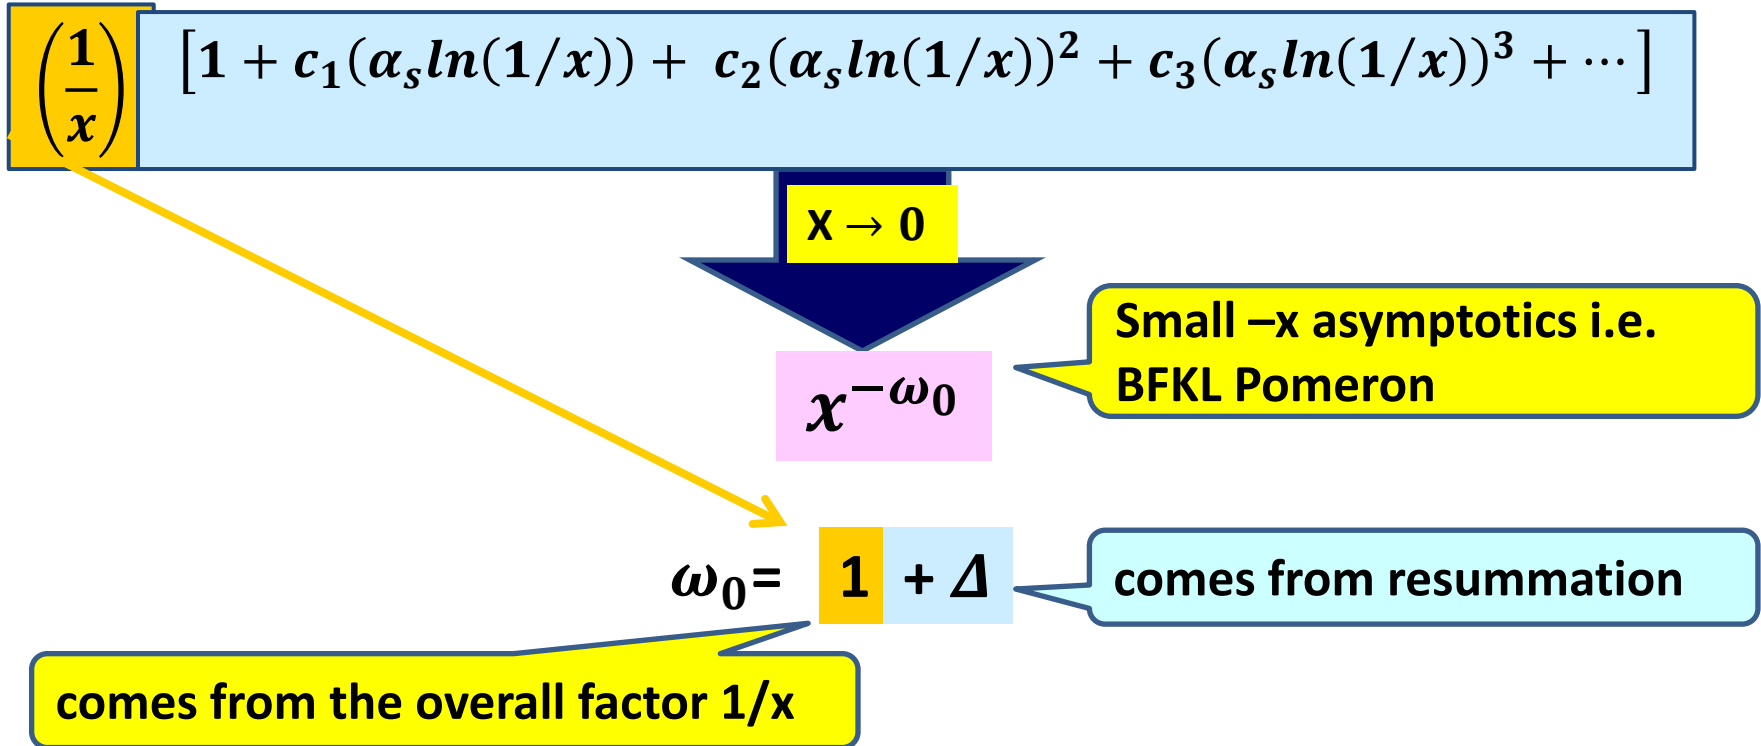 (1/x) [1 + c₁(αₛln(1/x)) + c₂(αₛln(1/x))² + c₃(αₛln(1/x))³ + ⋯]
X → 0
Small –x asymptotics i.e.
BFKL Pomeron
x^{−ω₀}
ω₀= 1 + Δ
comes from resummation
comes from the overall factor 1/x